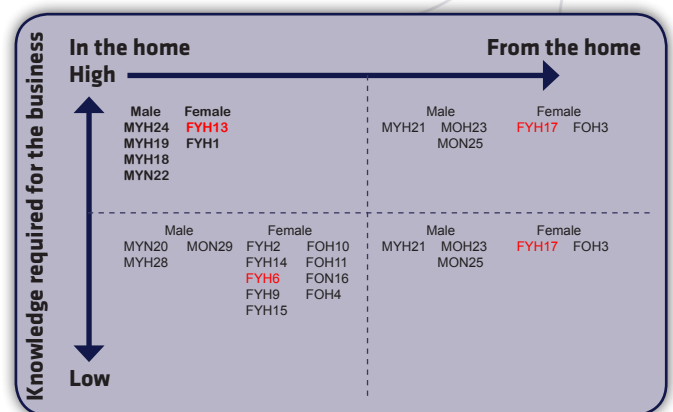 Knowledge required for the business
In the home From the home
High
Male Female
MYH24 FYH13
MYH19 FYH1
MYH18
MYN22
Male Female
MYH21 MOH23 FYH17 FOH3
MON25
Male Female
MYN20 MON29 FYH2 FOH10
MYH28 FYH14 FOH11
FYH6 FON16
FYH9 FOH4
FYH15
Male Female
MYH21 MOH23 FYH17 FOH3
MON25
Low